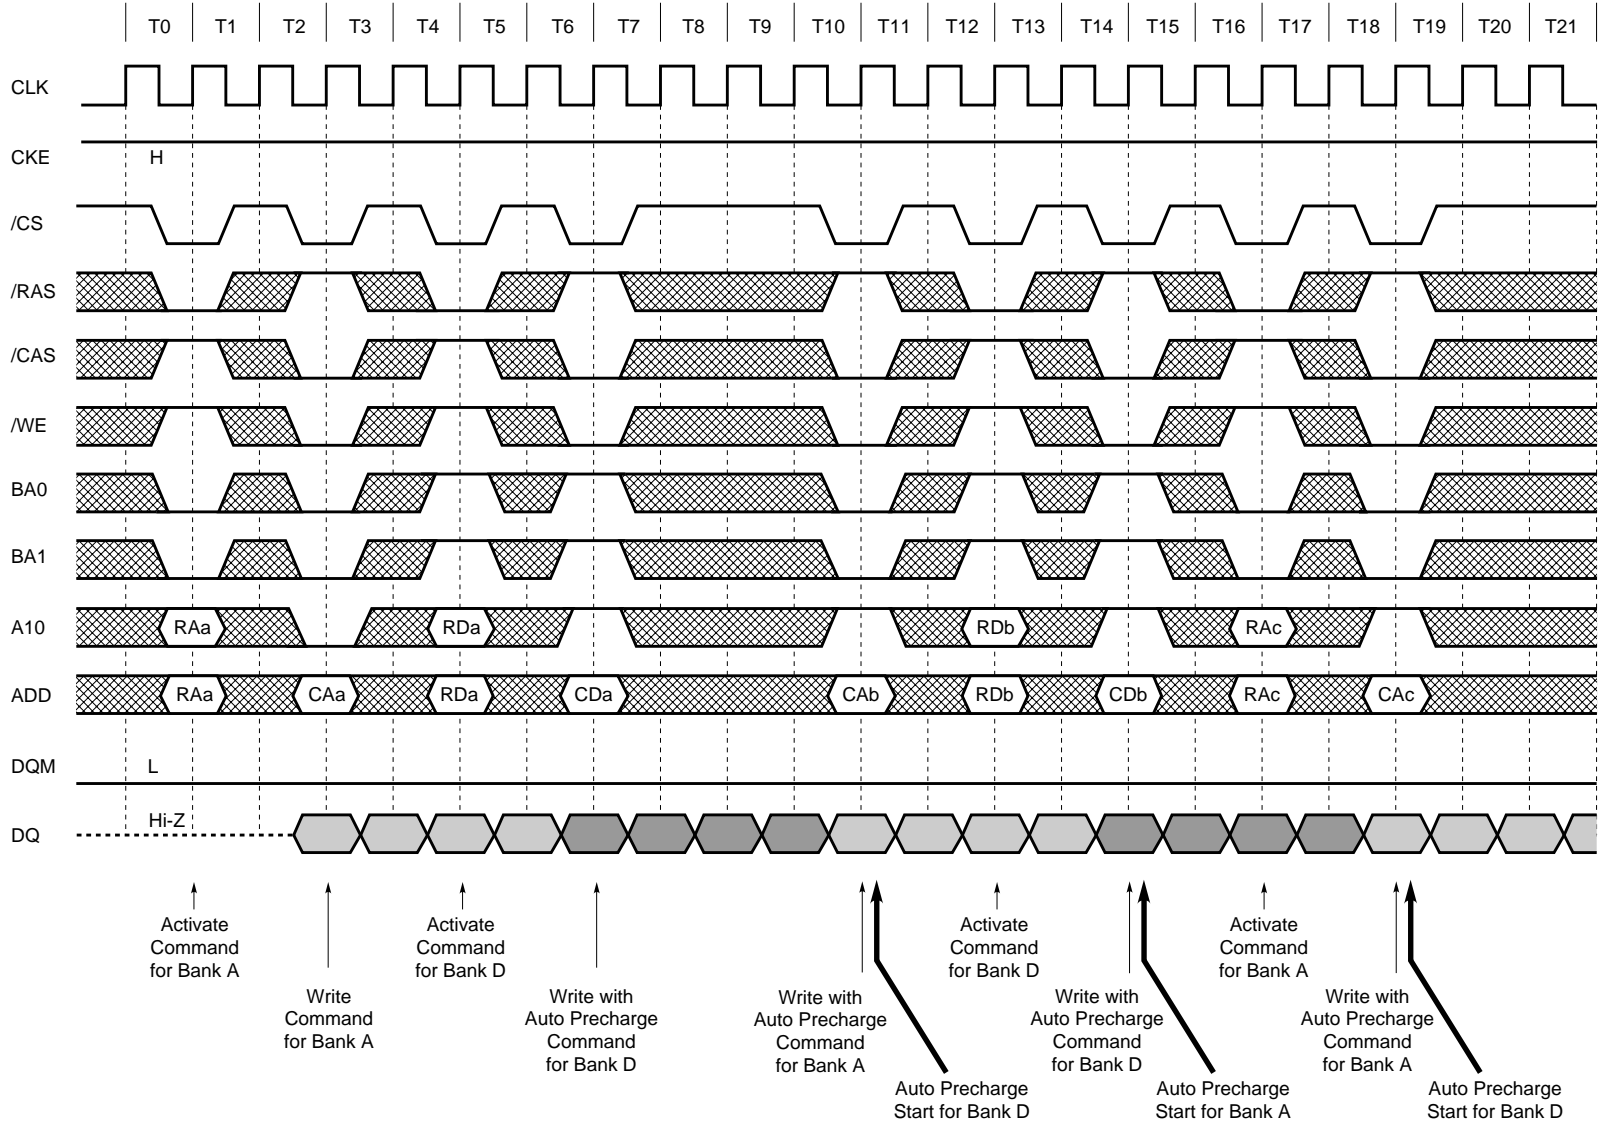 T0 T1 T2 T3 T4 T5 T6 T7 T8 T9 T10 T11 T12 T13 T14 T15 T16 T17 T18 T19 T20 T21
CLK
CKE H
/CS
/RAS
/CAS
/WE
BA0
BA1
A10 RAa RDa RDb RAc
ADD RAa CAa RDa CDa CAb RDb CDb RAc CAc
DQM L
DQ Hi-Z
Activate
Command
for Bank A
Write
Command
for Bank A
Activate
Command
for Bank D
Write with
Auto Precharge
Command
for Bank D
Write with
Auto Precharge
Command
for Bank A
Auto Precharge
Start for Bank D
Activate
Command
for Bank D
Write with
Auto Precharge
Command
for Bank D
Auto Precharge
Start for Bank A
Activate
Command
for Bank A
Write with
Auto Precharge
Command
for Bank A
Auto Precharge
Start for Bank D